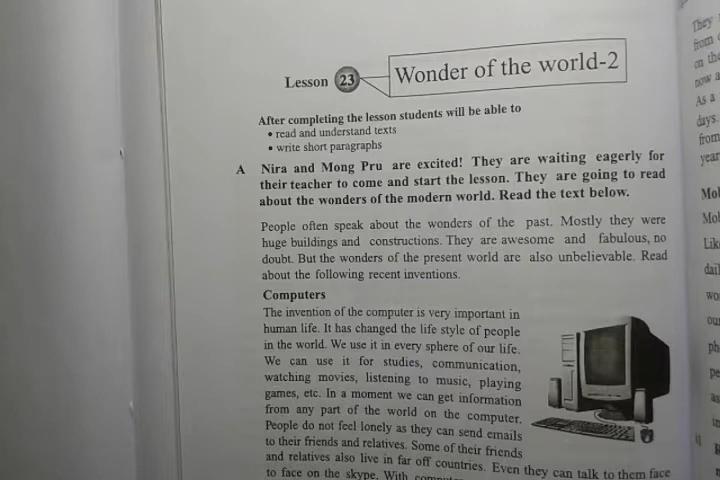 Lesson 23 Wonder of the world-2
After completing the lesson students will be able to
• read and understand texts
• write short paragraphs
A Nira and Mong Pru are excited! They are waiting eagerly for
their teacher to come and start the lesson. They are going to read
about the wonders of the modern world. Read the text below.
People often speak about the wonders of the past. Mostly they were
huge buildings and constructions. They are awesome and fabulous, no
doubt. But the wonders of the present world are also unbelievable. Read
about the following recent inventions.
Computers
The invention of the computer is very important in
human life. It has changed the life style of people
in the world. We use it in every sphere of our life.
We can use it for studies, communication,
watching movies, listening to music, playing
games, etc. In a moment we can get information
from any part of the world on the computer.
People do not feel lonely as they can send emails
to their friends and relatives. Some of their friends
and relatives also live in far off countries. Even they can talk to them face
to face on the skype. With
They
from
on the
now a
As a
days.
from
year